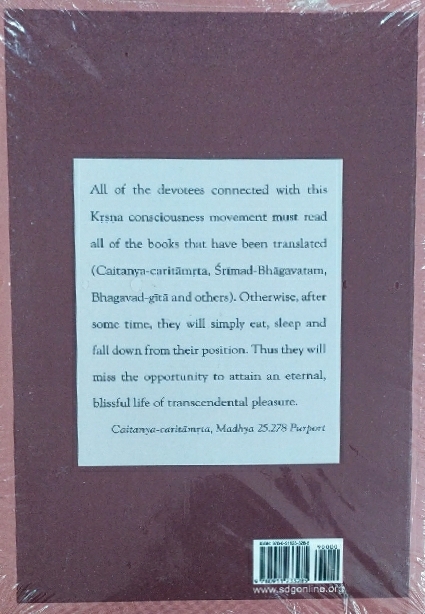 All of the devotees connected with this
Kṛṣṇa consciousness movement must read
all of the books that have been translated
(Caitanya-caritāmṛta, Śrīmad-Bhāgavatam,
Bhagavad-gītā and others). Otherwise, after
some time, they will simply eat, sleep and
fall down from their position. Thus they will
miss the opportunity to attain an eternal,
blissful life of transcendental pleasure.
Caitanya-caritāmṛta, Madhya 25.278 Purport
90000
www.sdgonline.org